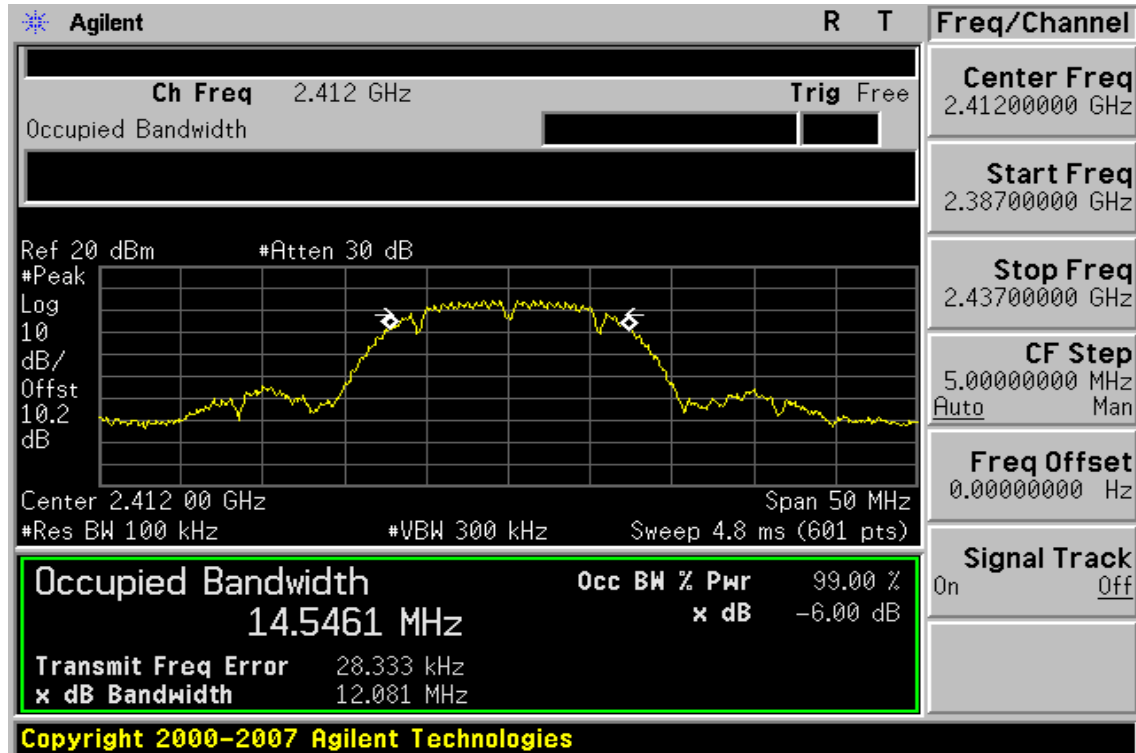 Agilent R T
Freq/Channel
Ch Freq 2.412 GHz Trig Free
Occupied Bandwidth
Ref 20 dBm #Atten 30 dB
#Peak
Log
10
dB/
Offst
10.2
dB
Center 2.412 00 GHz Span 50 MHz
#Res BW 100 kHz #VBW 300 kHz Sweep 4.8 ms (601 pts)
Occupied Bandwidth
14.5461 MHz
Occ BW % Pwr 99.00 %
x dB -6.00 dB
Transmit Freq Error 28.333 kHz
x dB Bandwidth 12.081 MHz
Center Freq
2.41200000 GHz
Start Freq
2.38700000 GHz
Stop Freq
2.43700000 GHz
CF Step
5.00000000 MHz
Auto Man
Freq Offset
0.00000000 Hz
Signal Track
On Off
Copyright 2000-2007 Agilent Technologies